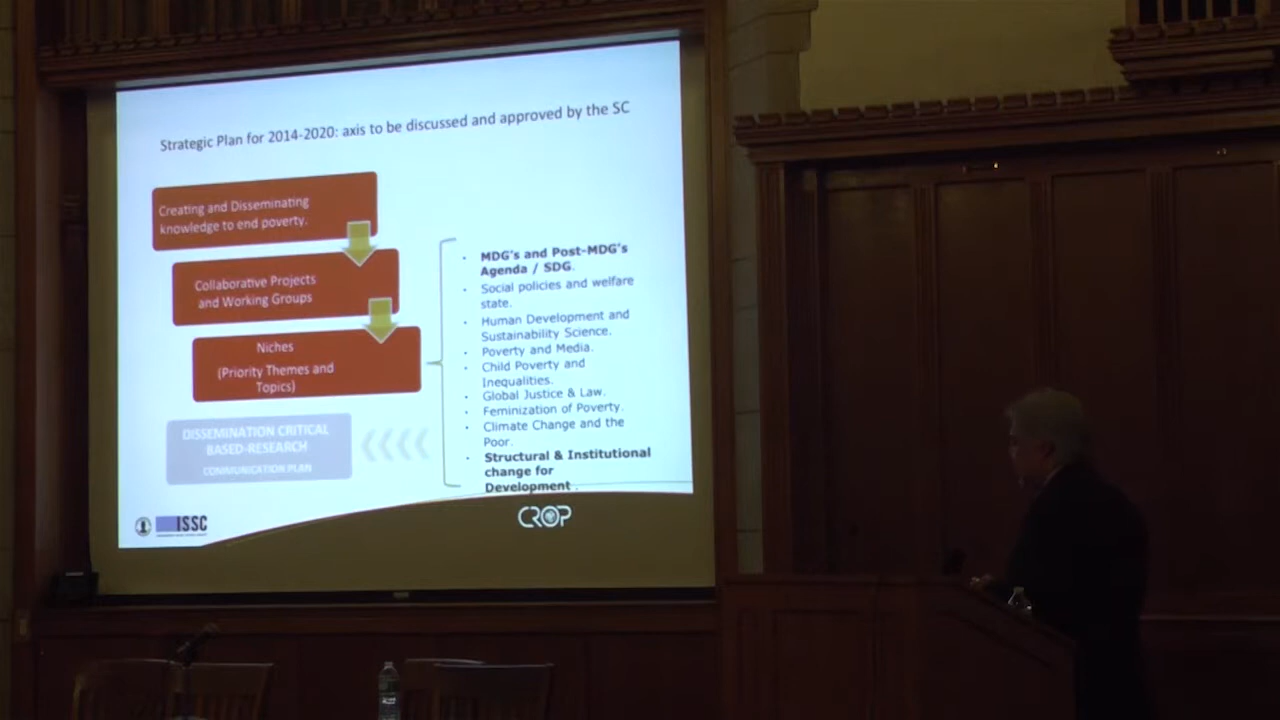 Strategic Plan for 2014-2020: axis to be discussed and approved by the SC
Creating and Disseminating
knowledge to end poverty.
Collaborative Projects
and Working Groups
Niches
(Priority Themes and
Topics)
DISSEMINATION CRITICAL
BASED-RESEARCH
COMMUNICATION PLAN
• MDG's and Post-MDG's
Agenda / SDG.
• Social policies and welfare
state.
• Human Development and
Sustainability Science.
• Poverty and Media.
• Child Poverty and
Inequalities.
• Global Justice & Law.
• Feminization of Poverty.
• Climate Change and the
Poor.
• Structural & Institutional
change for
Development .
ISSC
CROP